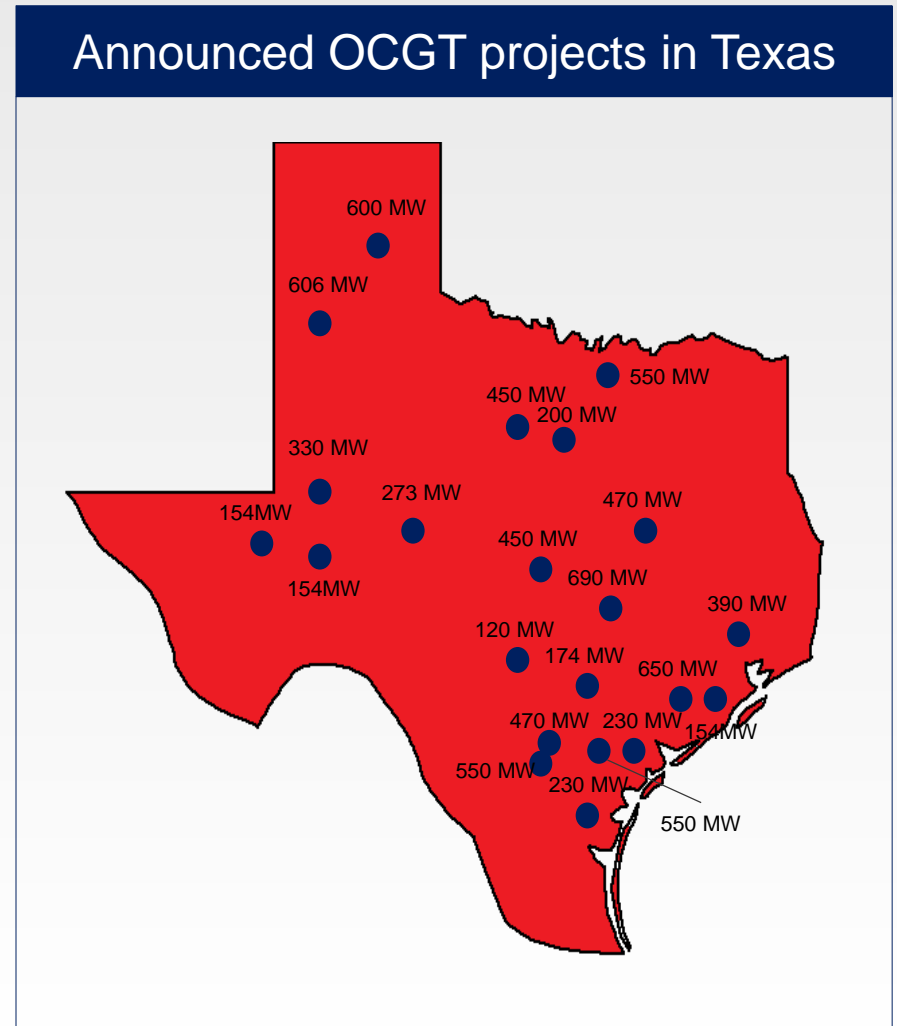 Announced OCGT projects in Texas
600 MW
606 MW
550 MW
450 MW
200 MW
330 MW
273 MW
470 MW
154MW
450 MW
154MW
690 MW
390 MW
120 MW
174 MW
650 MW
470 MW
230 MW
154MW
550 MW
230 MW
550 MW